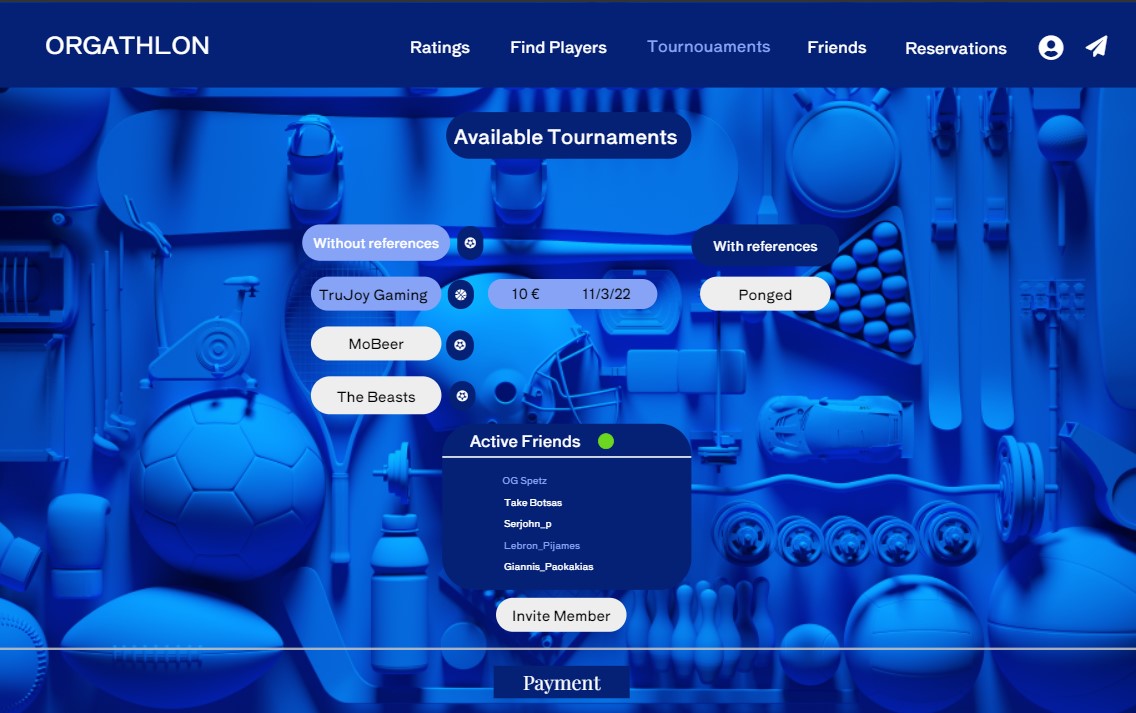 ORGATHLON
Ratings
Find Players
Tournouaments
Friends
Reservations
Available Tournaments
Without references
With references
TruJoy Gaming
10 €
11/3/22
Ponged
MoBeer
The Beasts
Active Friends
OG Spetz
Take Botsas
Serjohn_p
Lebron_Pijames
Giannis_Paokakias
Invite Member
Payment